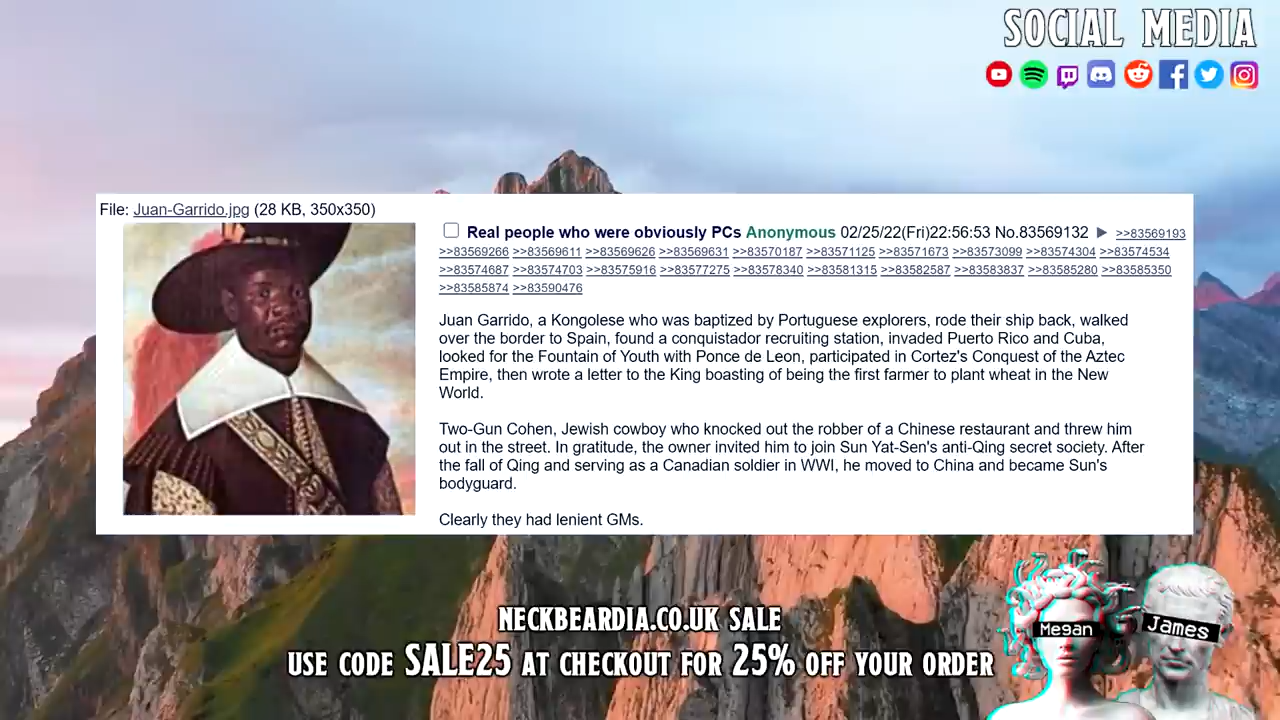 SOCIAL MEDIA
File: Juan-Garrido.jpg (28 KB, 350x350)
Real people who were obviously PCs Anonymous 02/25/22(Fri)22:56:53 No.83569132 ▶ >>83569193
>>83569266 >>83569611 >>83569626 >>83569631 >>83570187 >>83571125 >>83571673 >>83573099 >>83574304 >>83574534
>>83574687 >>83574703 >>83575916 >>83577275 >>83578340 >>83581315 >>83582587 >>83583837 >>83585280 >>83585350
>>83585874 >>83590476
Juan Garrido, a Kongolese who was baptized by Portuguese explorers, rode their ship back, walked
over the border to Spain, found a conquistador recruiting station, invaded Puerto Rico and Cuba,
looked for the Fountain of Youth with Ponce de Leon, participated in Cortez's Conquest of the Aztec
Empire, then wrote a letter to the King boasting of being the first farmer to plant wheat in the New
World.
Two-Gun Cohen, Jewish cowboy who knocked out the robber of a Chinese restaurant and threw him
out in the street. In gratitude, the owner invited him to join Sun Yat-Sen's anti-Qing secret society. After
the fall of Qing and serving as a Canadian soldier in WWI, he moved to China and became Sun's
bodyguard.
Clearly they had lenient GMs.
NECKBEARDIA.CO.UK SALE
USE CODE SALE25 AT CHECKOUT FOR 25% OFF YOUR ORDER
Megan
James